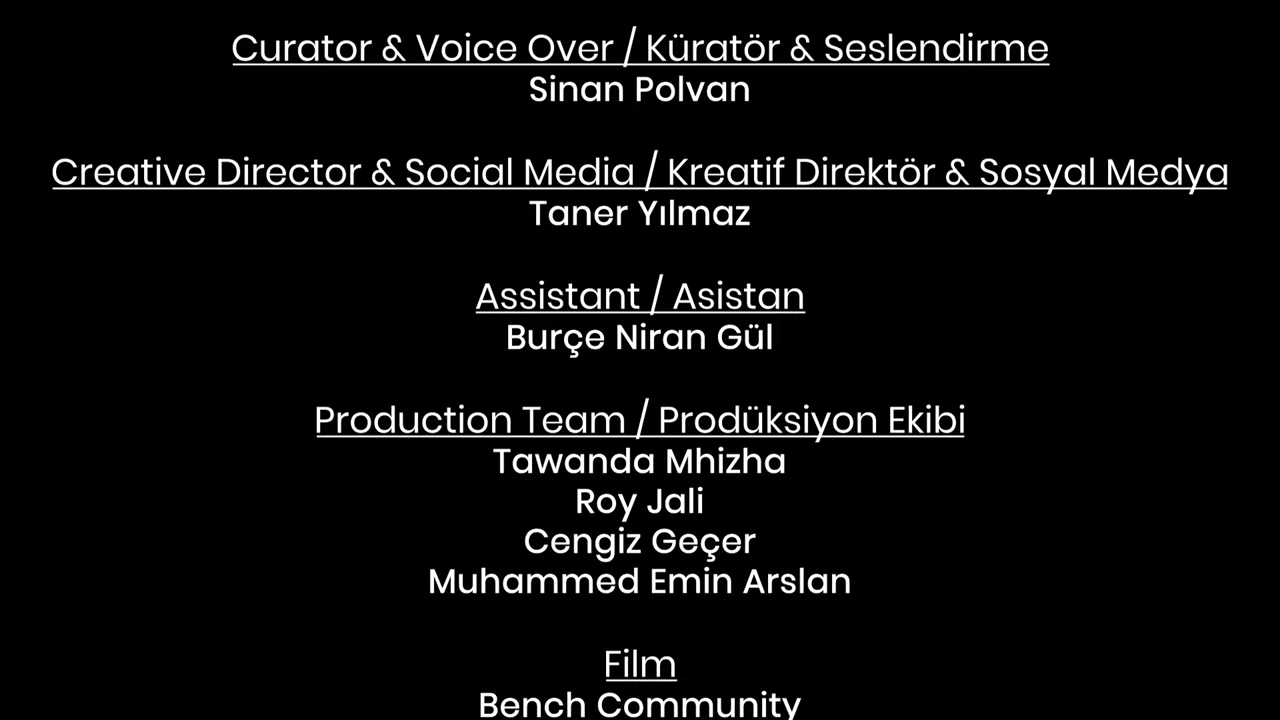 Curator & Voice Over / Küratör & Seslendirme
Sinan Polvan
Creative Director & Social Media / Kreatif Direktör & Sosyal Medya
Taner Yılmaz
Assistant / Asistan
Burçe Niran Gül
Production Team / Prodüksiyon Ekibi
Tawanda Mhizha
Roy Jali
Cengiz Geçer
Muhammed Emin Arslan
Film
Bench Community